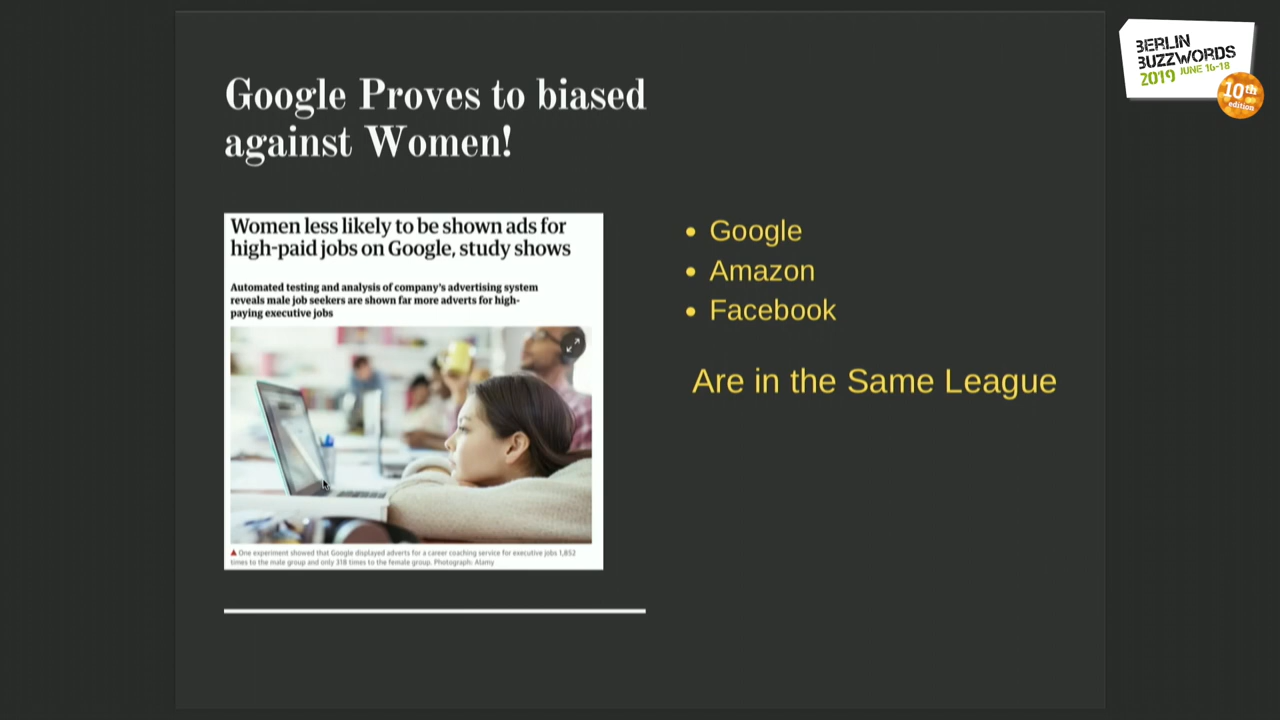 Google Proves to biased
against Women!
Women less likely to be shown ads for
high-paid jobs on Google, study shows
Automated testing and analysis of company's advertising system
reveals male job seekers are shown far more adverts for high-
paying executive jobs
One experiment showed that Google displayed adverts for a career coaching service for executive jobs 1,852
times to the male group and only 318 times to the female group. Photograph: Alamy
• Google
• Amazon
• Facebook
Are in the Same League
BERLIN
BUZZWORDS
2019 JUNE 16-18
10th
edition